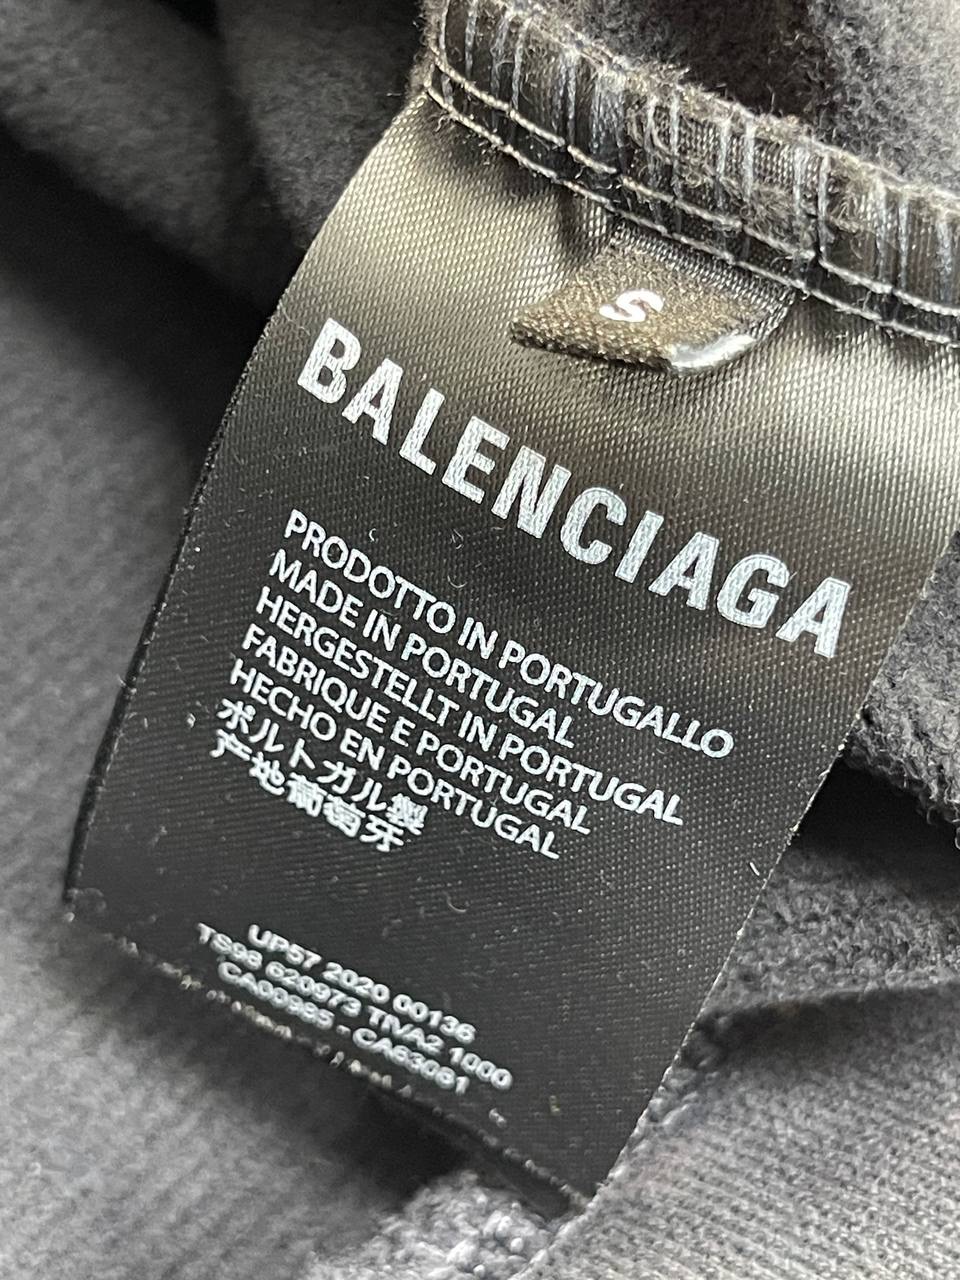 S
BALENCIAGA
PRODOTTO IN PORTUGALLO
MADE IN PORTUGAL
HERGESTELLT IN PORTUGAL
FABRIQUE E PORTUGAL
HECHO EN PORTUGAL
ポルトガル製
产地葡萄牙
UP57 2020 00136
TS98 620973 TIVA2 1000
CA00985 - CA63081